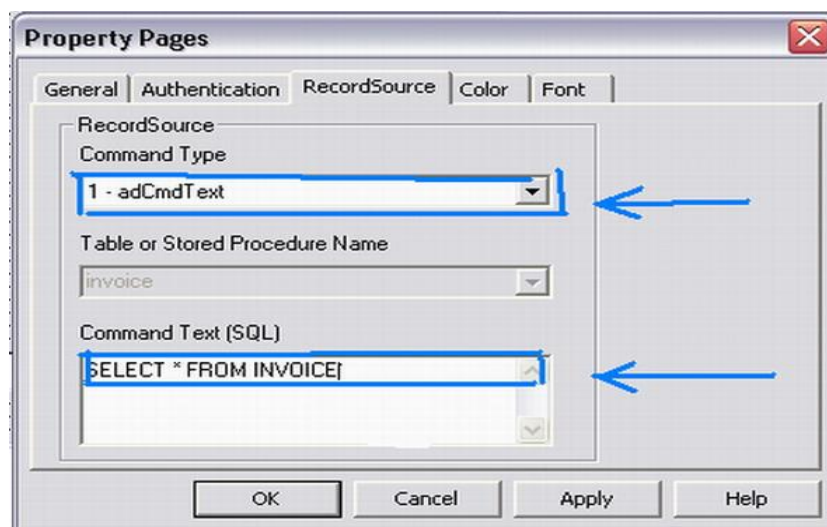 Property Pages
General Authentication RecordSource Color Font
RecordSource
Command Type
1 - adCmdText
Table or Stored Procedure Name
invoice
Command Text (SQL)
SELECT * FROM INVOICE
OK Cancel Apply Help